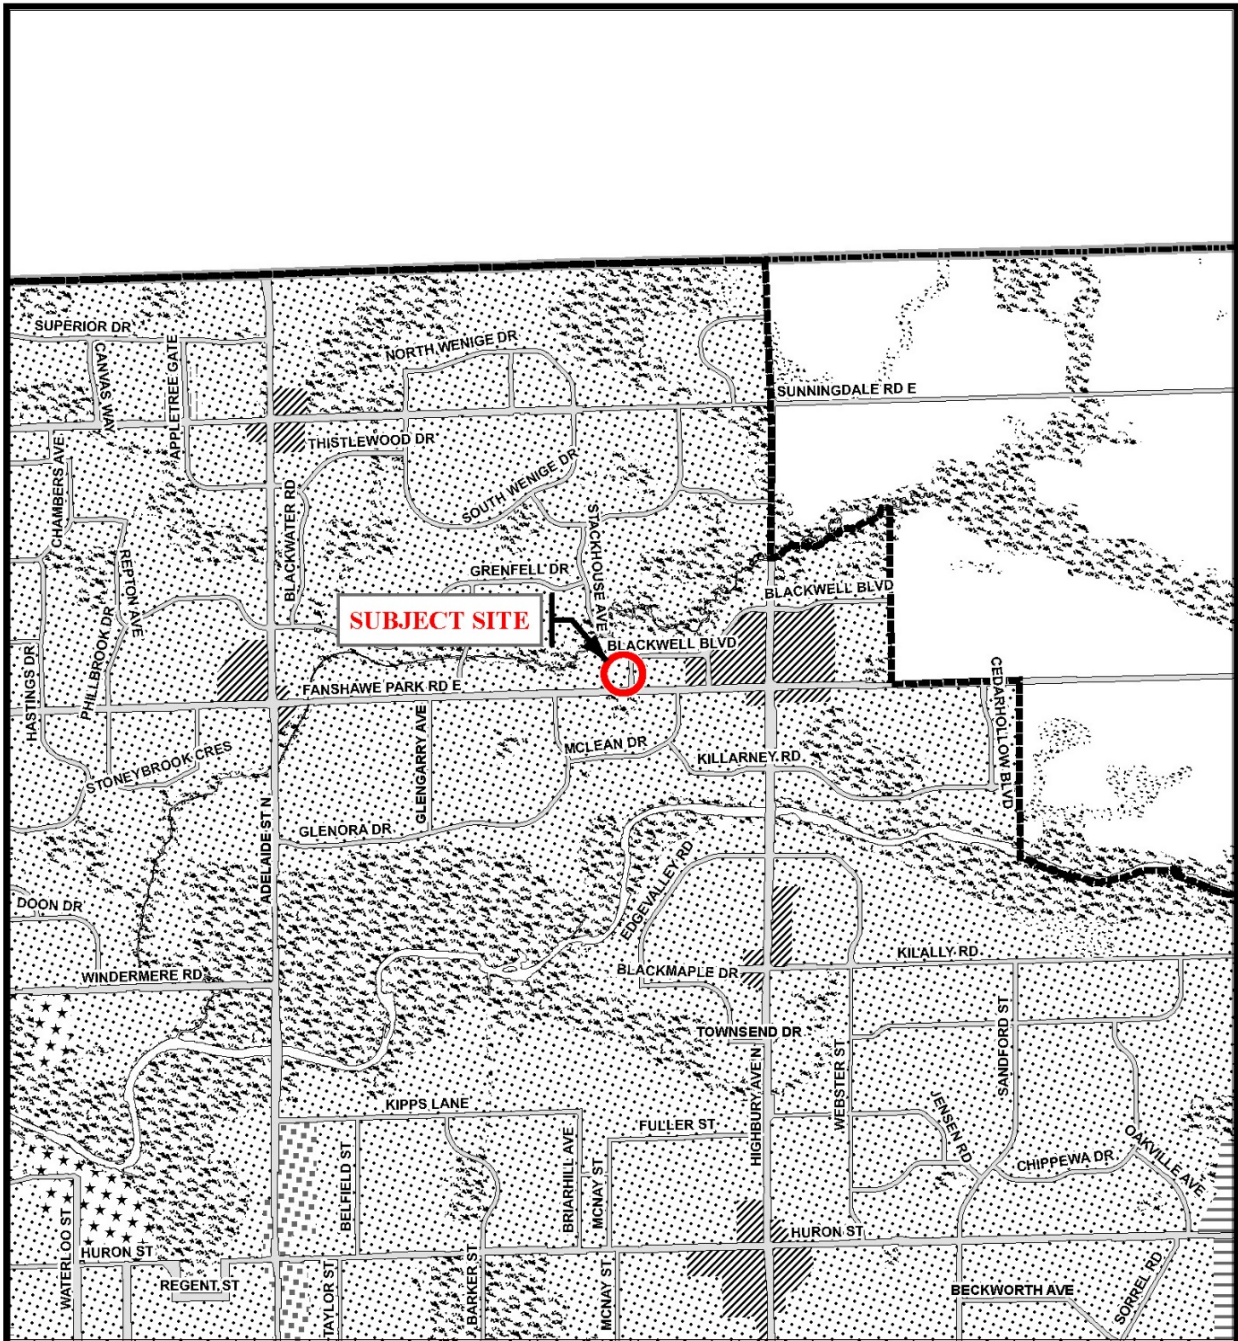 SUPERIOR DR
CANVAS WAY
APPLETREE GATE
NORTH WENIGE DR
SUNNINGDALE RD E
CHAMBERS AVE
THISTLEWOOD DR
BLACKWATER RD
SOUTH WENIGE DR
STACKHOUSE AVE
REPTON AVE
GRENFELL DR
BLACKWELL BLVD
PHILLBROOK DR
SUBJECT SITE
BLACKWELL BLVD
HASTINGS DR
FANSHAWE PARK RD E
CEDARHOLLOW BLVD
STONEYBROOK CRES
GLENGARRY AVE
MCLEAN DR
KILLARNEY RD
ADELAIDE ST N
GLENORA DR
EDGEVALLEY RD
DOON DR
WINDERMERE RD
BLACKMAPLE DR
KILALLY RD
TOWNSEND DR
SANDFORD ST
HIGHBURY AVE N
WEBSTER ST
KIPPS LANE
FULLER ST
JENSEN RD
BELFIELD ST
BRIARHILL AVE
MCNAY ST
CHIPPEWA DR
OAKVILLE AVE
WATERLOO ST
HURON ST
HURON ST
REGENT ST
TAYLOR ST
BARKER ST
MCNAY ST
BECKWORTH AVE
SORREL RD